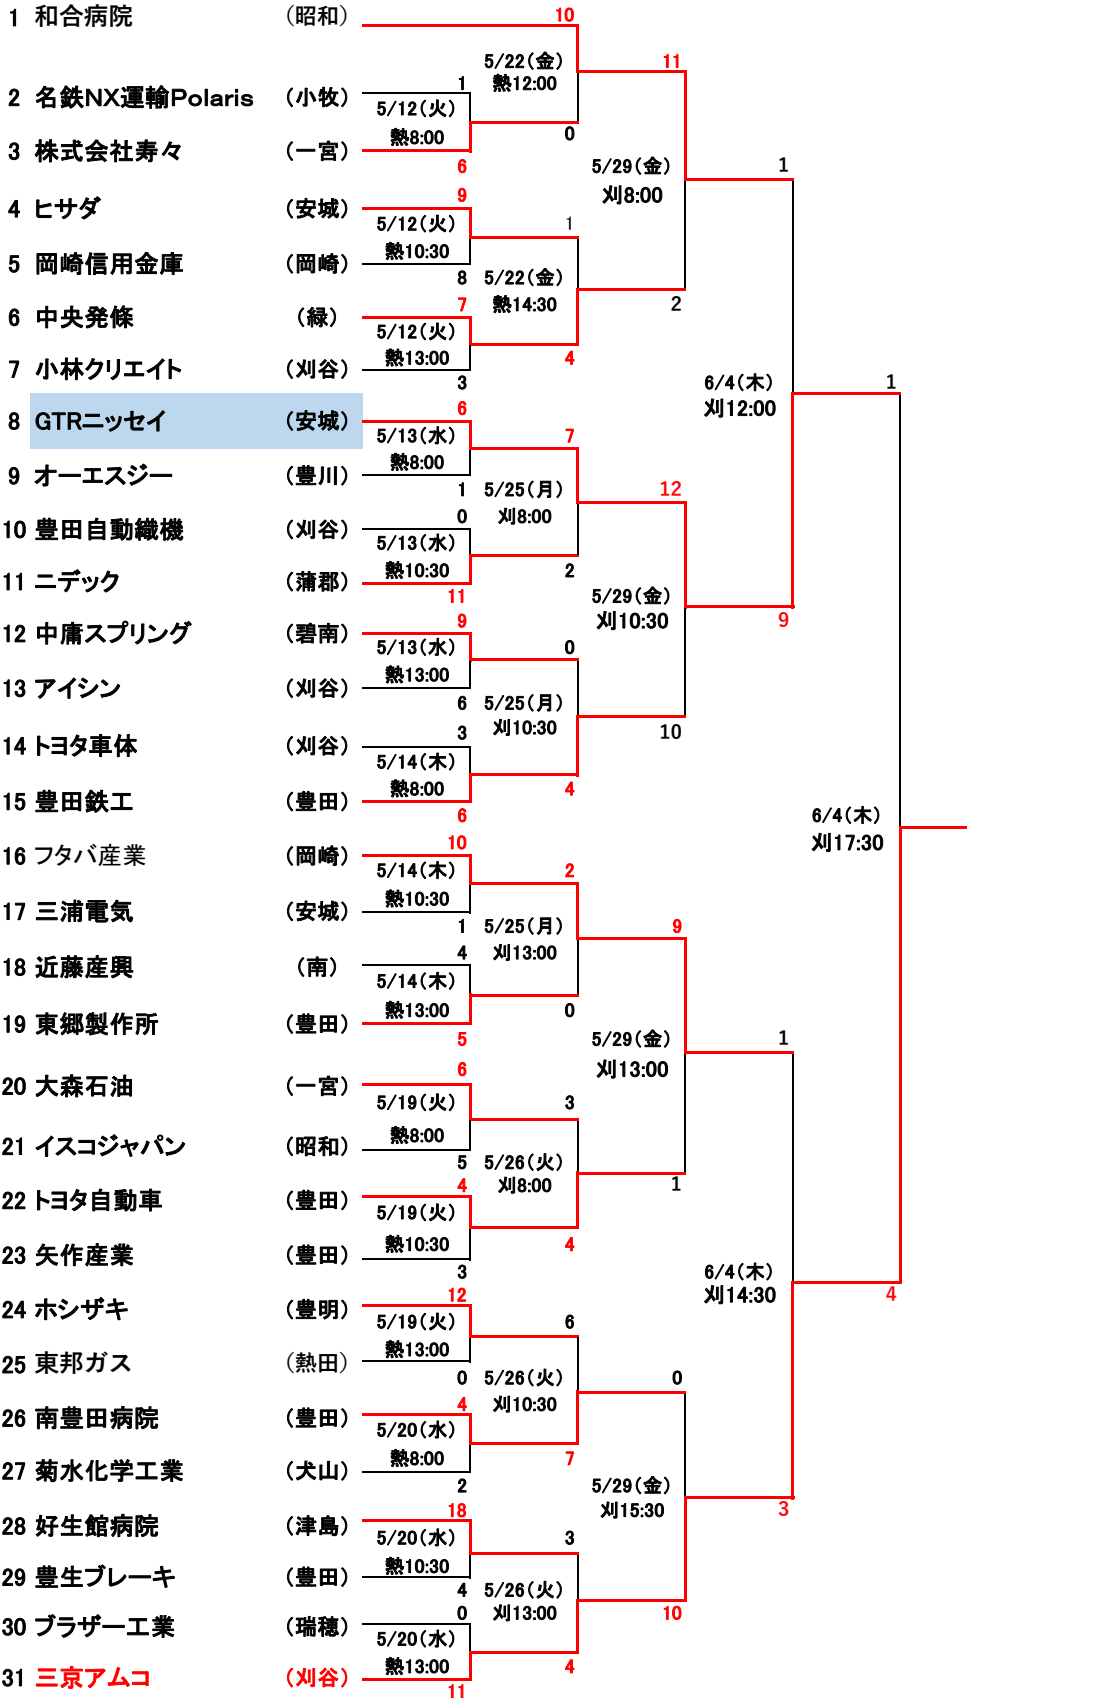 1 和合病院 （昭和） 10
5/22（金） 11
熱12:00
1
2 名鉄NX運輸Polaris （小牧）
5/12（火）
熱8:00 0
3 株式会社寿々 （一宮） 6
5/29（金） 1
刈8:00
4 ヒサダ （安城） 9
5/12（火） 1
熱10:30
5 岡崎信用金庫 （岡崎） 8
5/22（金）
熱14:30 2
6 中央発條 （緑） 7
5/12（火）
熱13:00 4
7 小林クリエイト （刈谷） 3
6/4（木） 1
刈12:00
8 GTRニッセイ （安城） 6
5/13（水） 7
熱8:00
9 オーエスジー （豊川） 1
5/25（月） 12
刈8:00
10 豊田自動織機 （刈谷） 0
5/13（水）
熱10:30 2
11 ニデック （蒲郡） 11
5/29（金）
刈10:30 9
12 中庸スプリング （碧南） 9
5/13（水） 0
熱13:00
13 アイシン （刈谷） 6
5/25（月）
刈10:30 10
14 トヨタ車体 （刈谷） 3
5/14（木）
熱8:00 4
15 豊田鉄工 （豊田） 6
6/4（木）
刈17:30
16 フタバ産業 （岡崎） 10
5/14（木） 2
熱10:30
17 三浦電気 （安城） 1
5/25（月） 9
刈13:00
18 近藤産興 （南） 4
5/14（木）
熱13:00 0
19 東郷製作所 （豊田） 5
5/29（金） 1
刈13:00
20 大森石油 （一宮） 6
5/19（火） 3
熱8:00
21 イスコジャパン （昭和） 5
5/26（火）
刈8:00 1
22 トヨタ自動車 （豊田） 4
5/19（火）
熱10:30 4
23 矢作産業 （豊田） 3
6/4（木）
刈14:30 4
24 ホシザキ （豊明） 12
5/19（火） 6
熱13:00
25 東邦ガス （熱田） 0
5/26（火） 0
刈10:30
26 南豊田病院 （豊田） 4
5/20（水）
熱8:00 7
27 菊水化学工業 （犬山） 2
5/29（金）
刈15:30 3
28 好生館病院 （津島） 18
5/20（水） 3
熱10:30
29 豊生ブレーキ （豊田） 4
5/26（火）
刈13:00 10
30 ブラザー工業 （瑞穂） 0
5/20（水）
熱13:00 4
31 三京アムコ （刈谷） 11